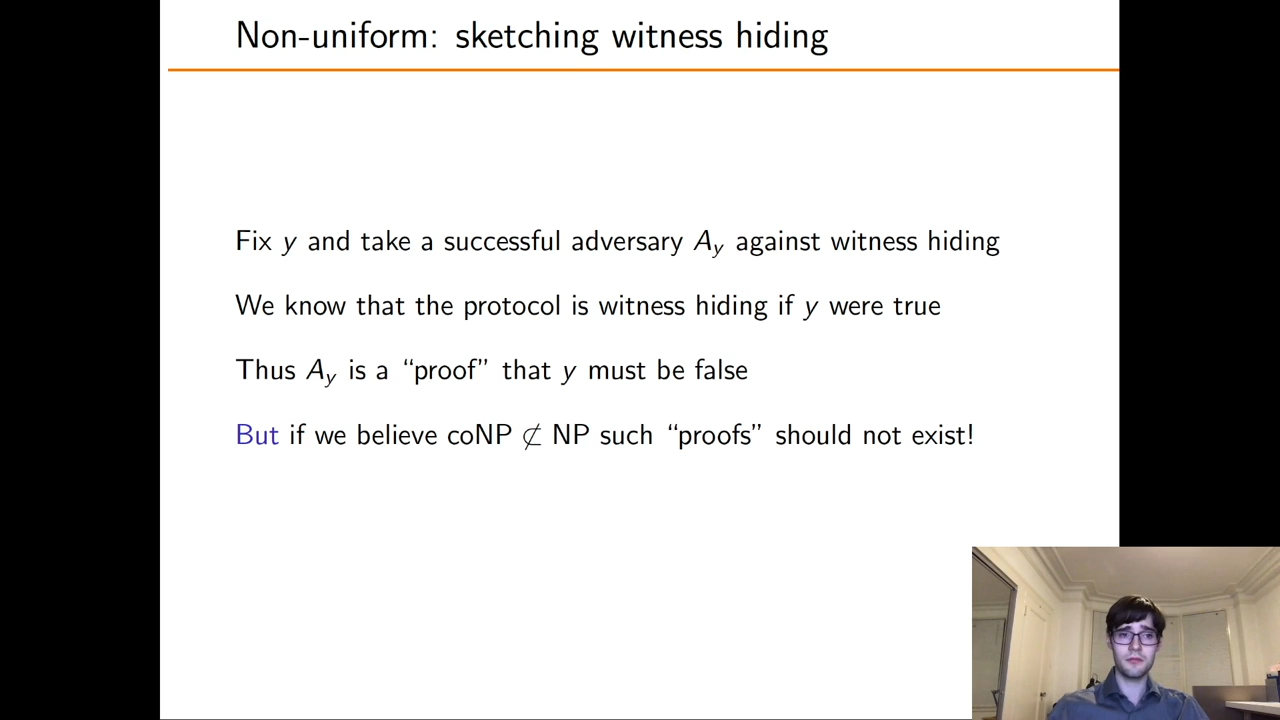 Non-uniform: sketching witness hiding
Fix y and take a successful adversary A_y against witness hiding
We know that the protocol is witness hiding if y were true
Thus A_y is a “proof” that y must be false
But if we believe coNP ⊄ NP such “proofs” should not exist!